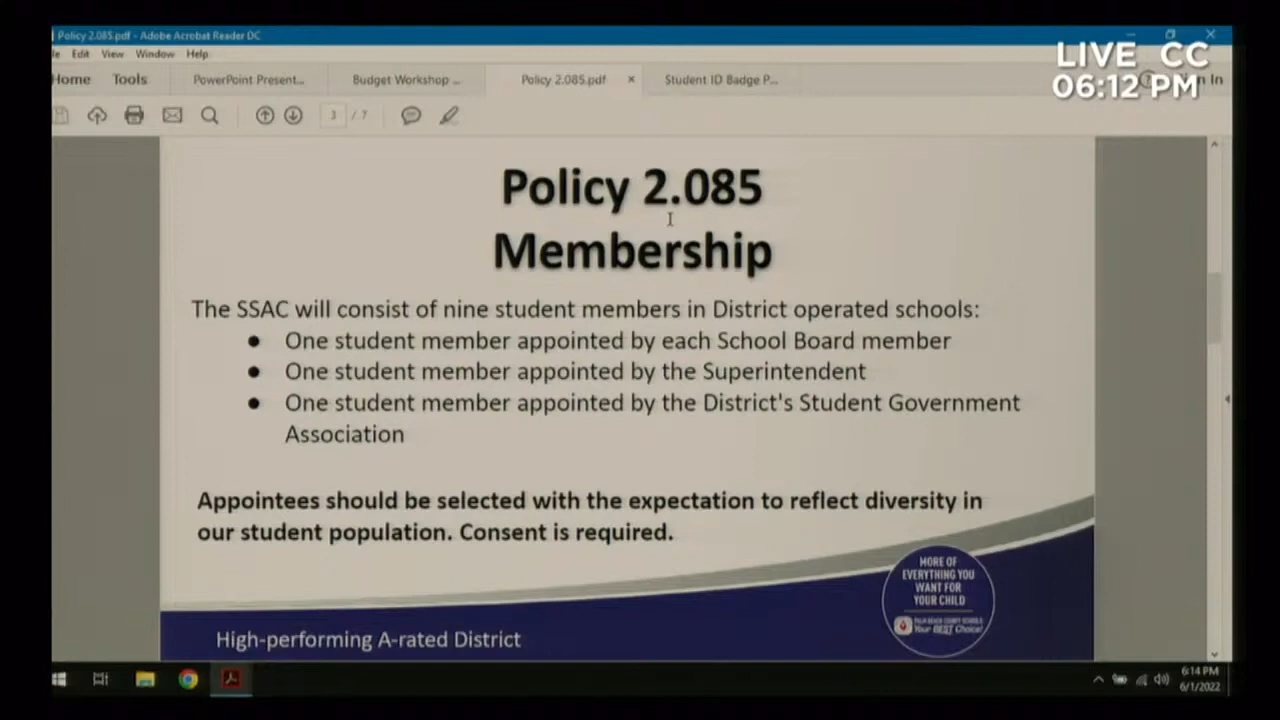 Policy 2.085.pdf - Adobe Acrobat Reader DC
Edit View Window Help
LIVE CC
06:12 PM
Home Tools PowerPoint Present... Budget Workshop ... Policy 2.085.pdf × Student ID Badge P... In
3 / 7
Policy 2.085
Membership
The SSAC will consist of nine student members in District operated schools:
● One student member appointed by each School Board member
● One student member appointed by the Superintendent
● One student member appointed by the District's Student Government
Association
Appointees should be selected with the expectation to reflect diversity in
our student population. Consent is required.
MORE OF
EVERYTHING YOU
WANT FOR
YOUR CHILD
PALM BEACH COUNTY SCHOOLS
Your BEST Choice!
High-performing A-rated District
6:14 PM
6/1/2022